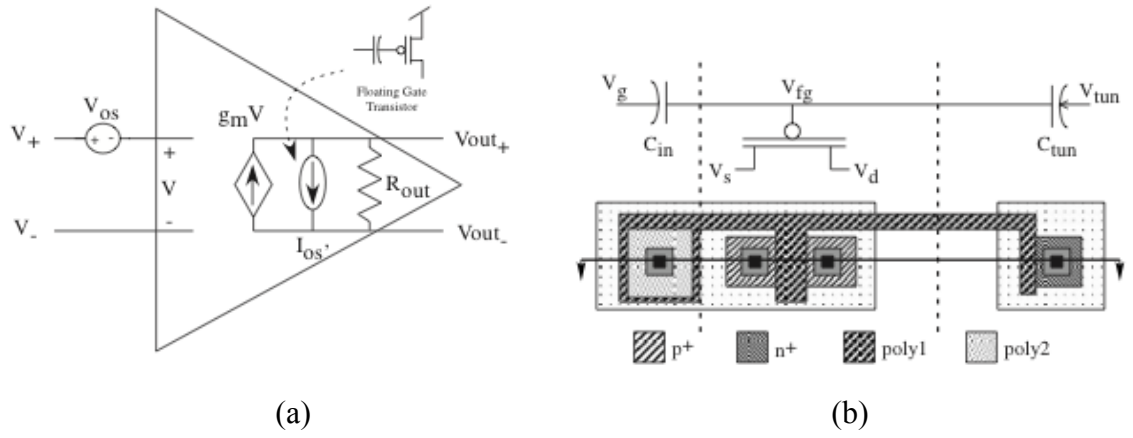 Floating Gate
Transistor
Vos
gmV
V+
+ -
Vout+
+
V
-
Rout
V-
Ios'
Vout-
Vg
Vfg
Vtun
Cin
Ctun
Vs
Vd
p+
n+
poly1
poly2
(a)
(b)